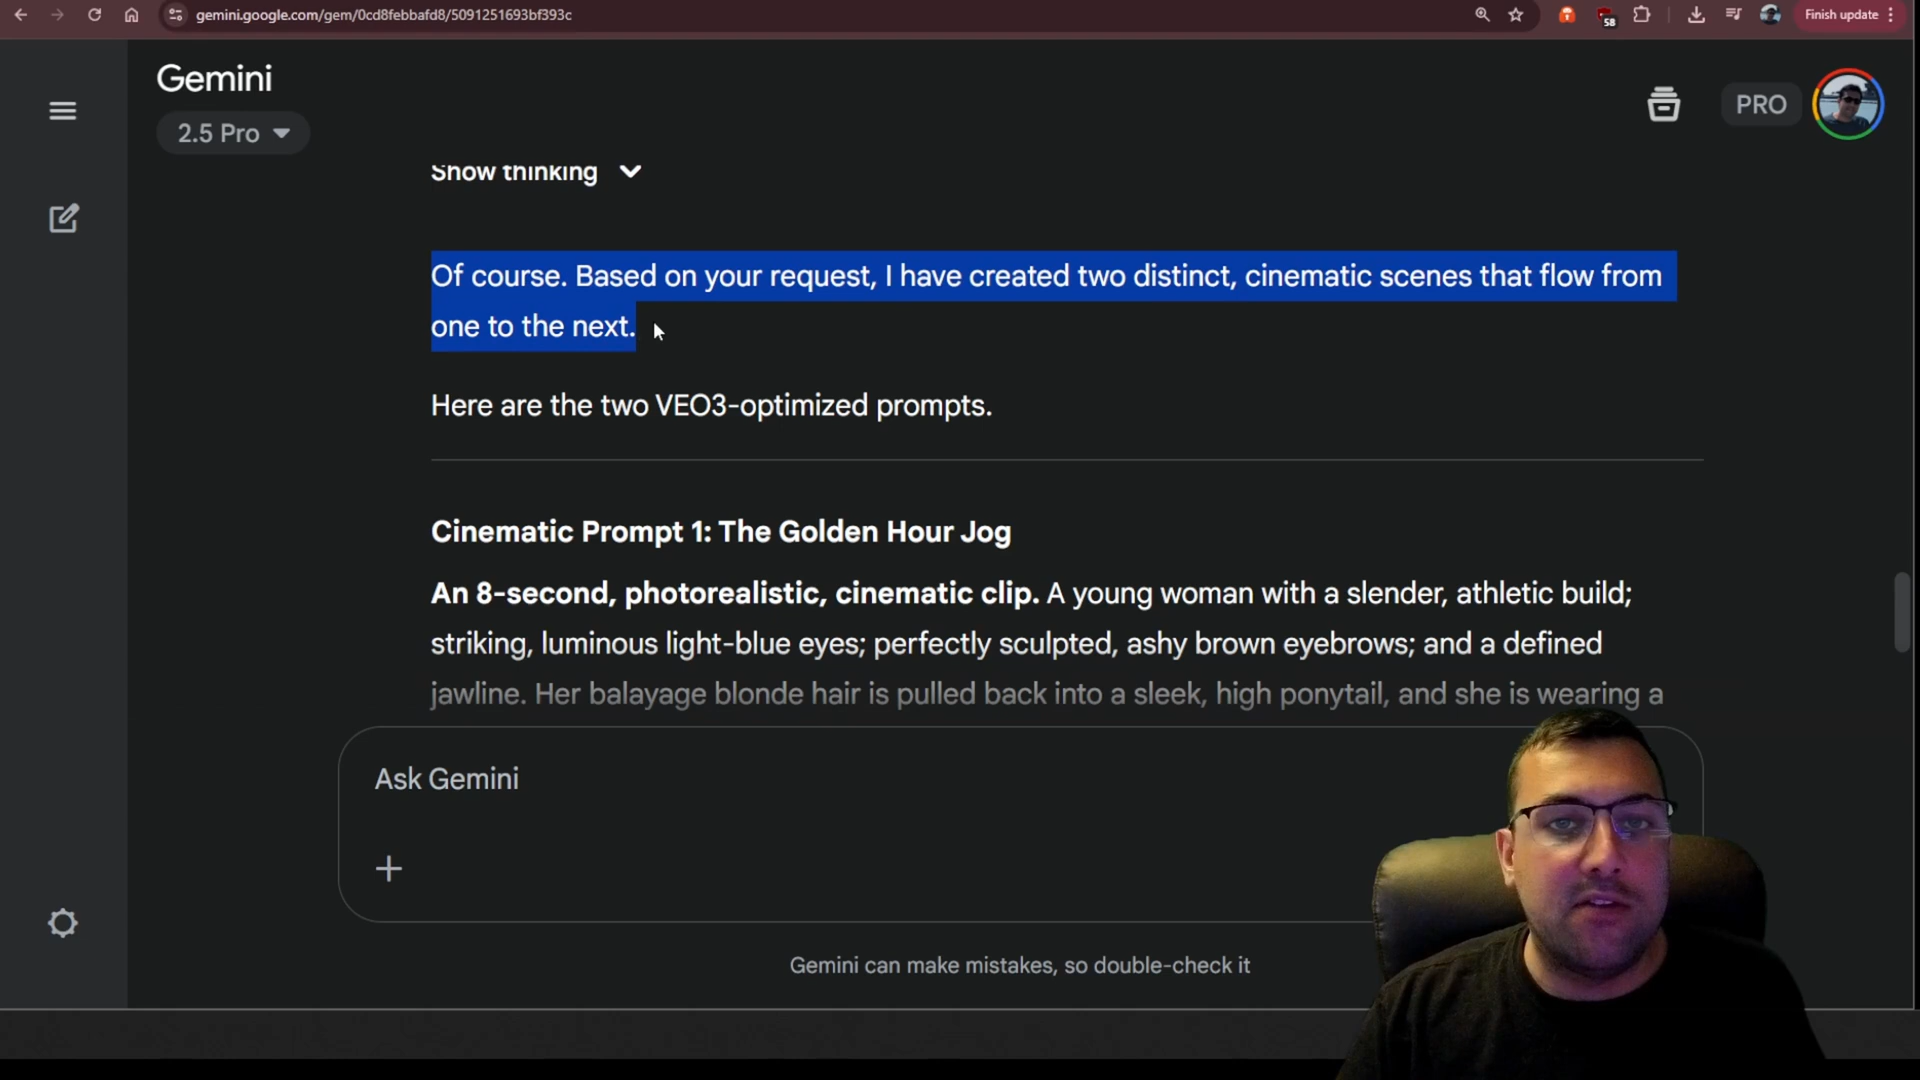 gemini.google.com/gem/0cd8febbafd8/5091251693bf393c
58
Finish update
Gemini
2.5 Pro
PRO
Show thinking
Of course. Based on your request, I have created two distinct, cinematic scenes that flow from
one to the next.
Here are the two VEO3-optimized prompts.
Cinematic Prompt 1: The Golden Hour Jog
An 8-second, photorealistic, cinematic clip. A young woman with a slender, athletic build;
striking, luminous light-blue eyes; perfectly sculpted, ashy brown eyebrows; and a defined
jawline. Her balayage blonde hair is pulled back into a sleek, high ponytail, and she is wearing a
Ask Gemini
Gemini can make mistakes, so double-check it